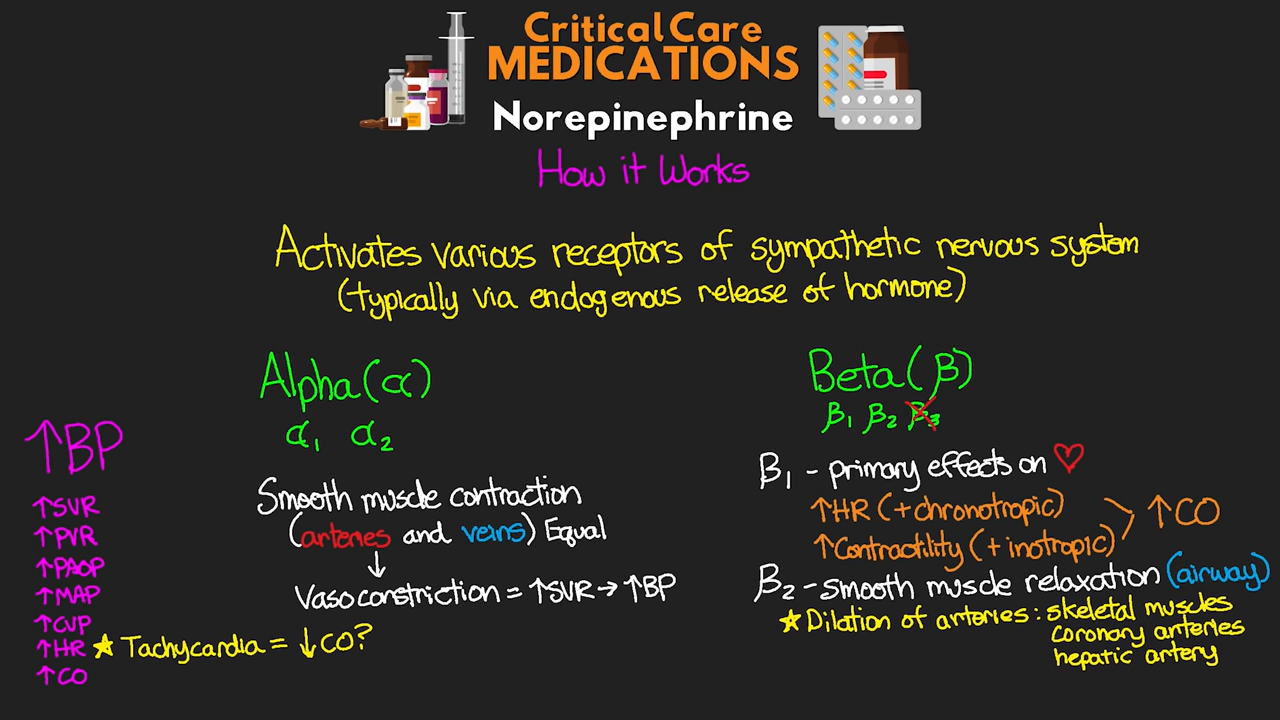 Critical Care
MEDICATIONS
Norepinephrine
How it Works
Activates various receptors of sympathetic nervous system
(typically via endogenous release of hormone)
Alpha (α)
α₁ α₂
Smooth muscle contraction
(arteries and veins) Equal
↓
Vasoconstriction = ↑SVR → ↑BP
Beta (β)
β₁ β₂ β₃
β₁ - primary effects on ♡
↑HR (+chronotropic)
↑Contractility (+inotropic)
↑CO
β₂ - smooth muscle relaxation (airway)
★ Dilation of arteries: skeletal muscles
coronary arteries
hepatic artery
↑BP
↑SVR
↑PVR
↑PAOP
↑MAP
↑CVP
↑HR ★ Tachycardia = ↓CO?
↑CO